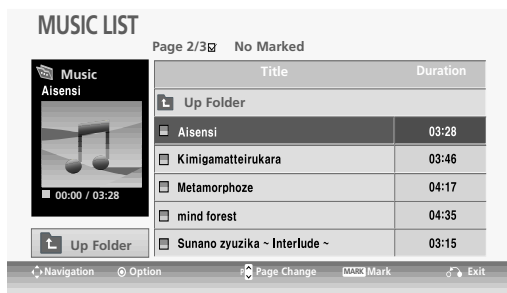 MUSIC LIST
Page 2/3 No Marked
Music
Aisensi
00:00 / 03:28
Up Folder
Title Duration
Up Folder
Aisensi 03:28
Kimigamatteirukara 03:46
Metamorphoze 04:17
mind forest 04:35
Sunano zyuzika ~ Interlude ~ 03:15
Navigation Option P Page Change MARK Mark Exit